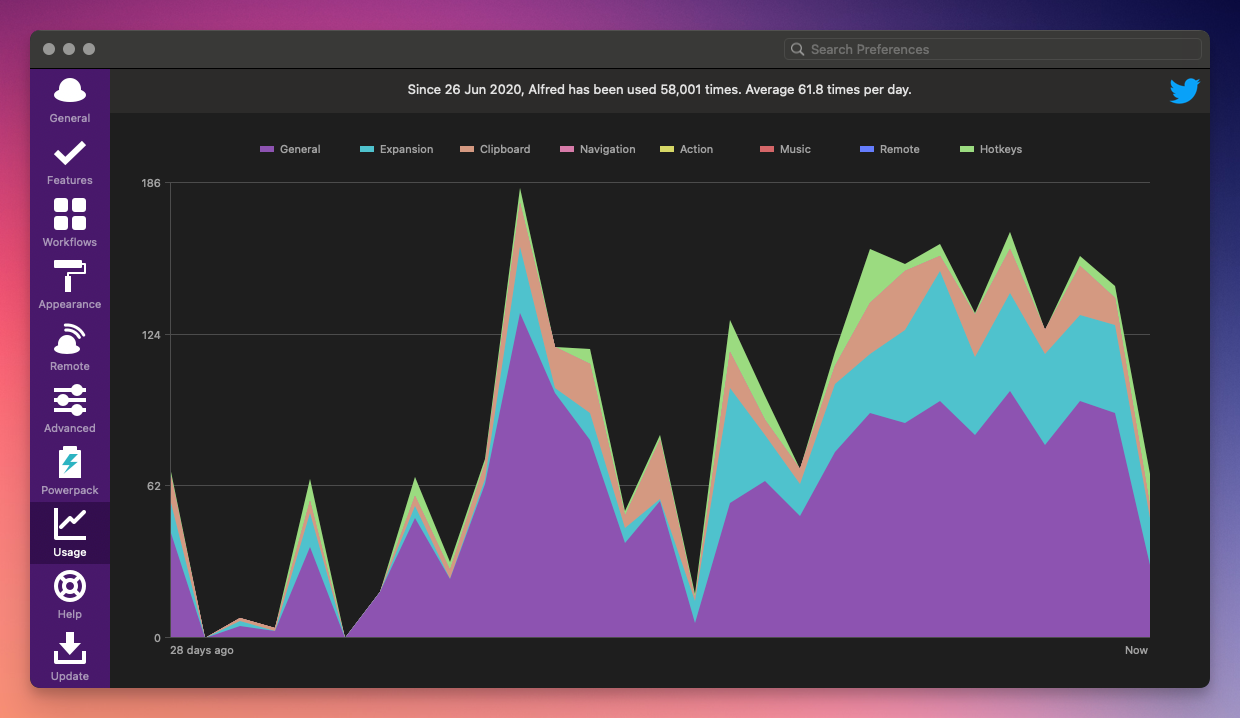 Search Preferences
Since 26 Jun 2020, Alfred has been used 58,001 times. Average 61.8 times per day.
General
Features
Workflows
Appearance
Remote
Advanced
Powerpack
Usage
Help
Update
General Expansion Clipboard Navigation Action Music Remote Hotkeys
186
124
62
0
28 days ago Now